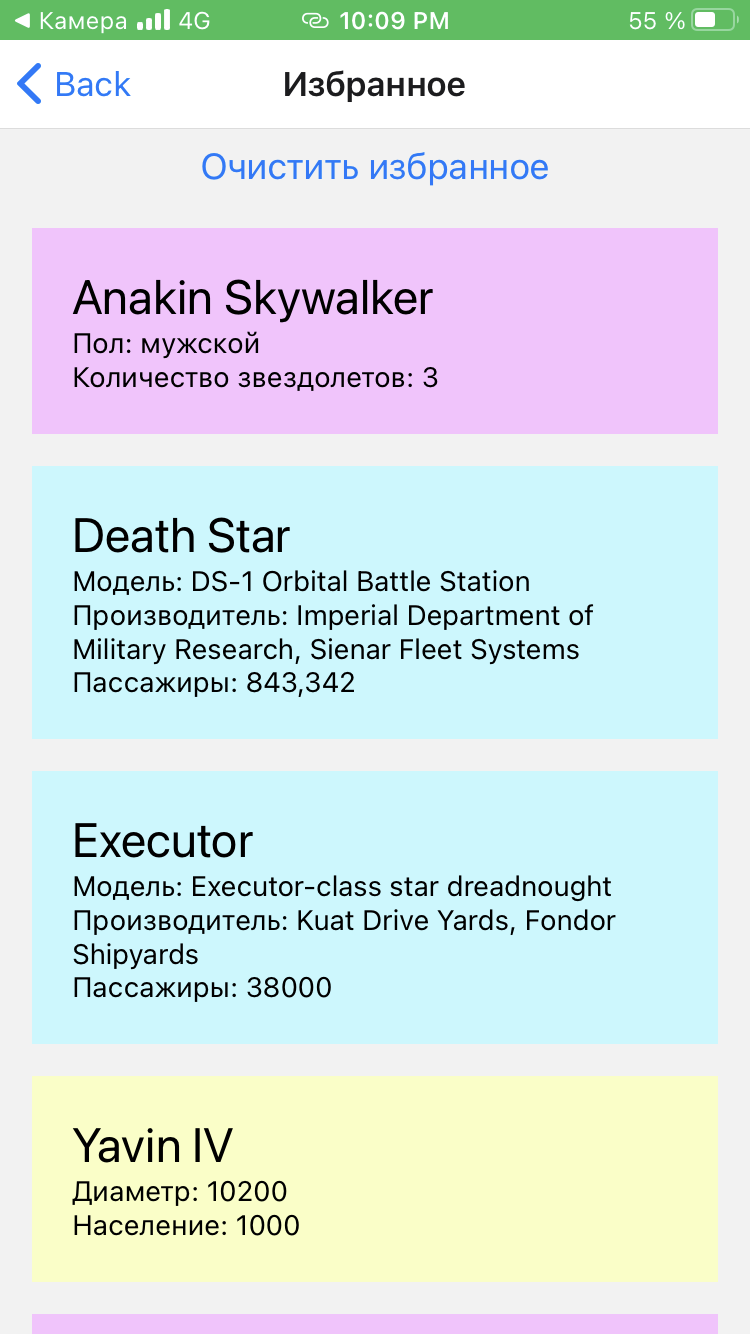 Камера 4G 10:09 PM 55 %
Back Избранное
Очистить избранное
Anakin Skywalker
Пол: мужской
Количество звездолетов: 3
Death Star
Модель: DS-1 Orbital Battle Station
Производитель: Imperial Department of
Military Research, Sienar Fleet Systems
Пассажиры: 843,342
Executor
Модель: Executor-class star dreadnought
Производитель: Kuat Drive Yards, Fondor
Shipyards
Пассажиры: 38000
Yavin IV
Диаметр: 10200
Население: 1000